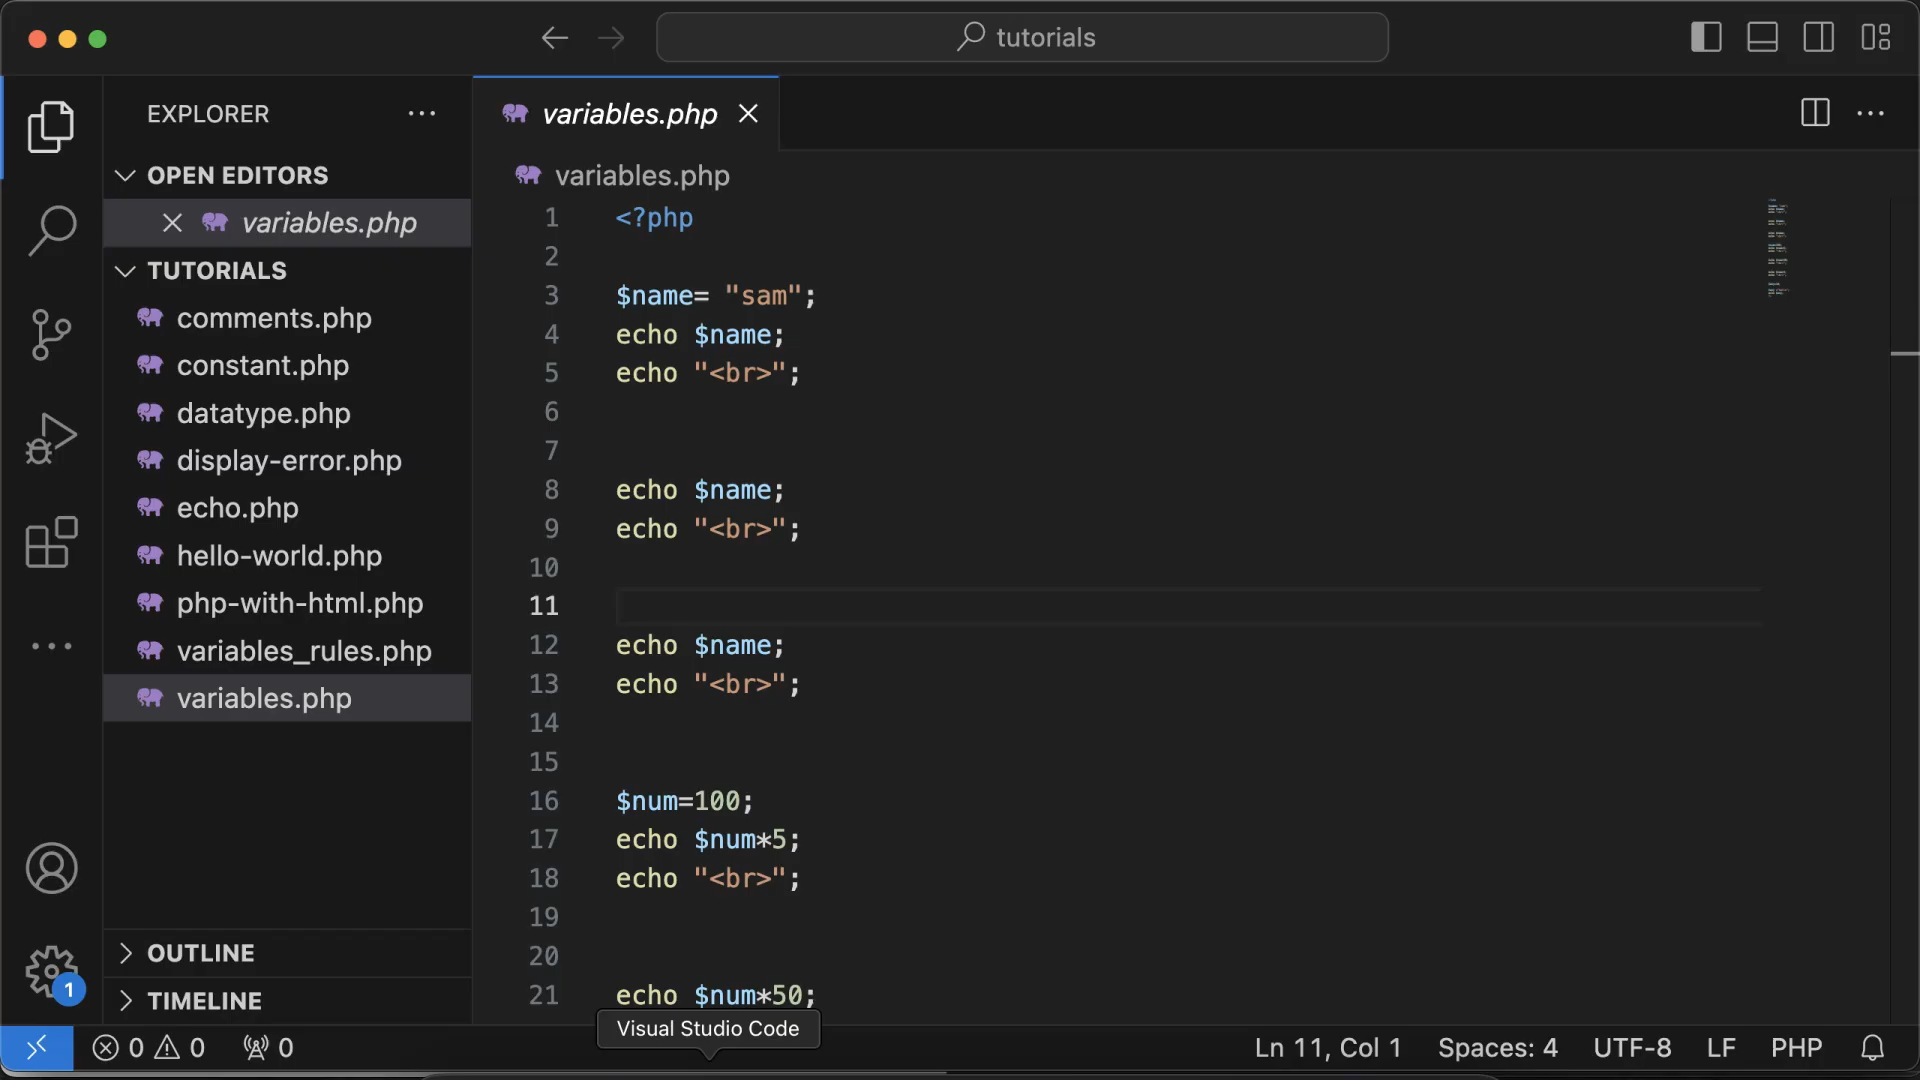 tutorials
EXPLORER
OPEN EDITORS
variables.php
TUTORIALS
comments.php
constant.php
datatype.php
display-error.php
echo.php
hello-world.php
php-with-html.php
variables_rules.php
variables.php
OUTLINE
TIMELINE
1
variables.php
variables.php
1 <?php
2
3 $name= "sam";
4 echo $name;
5 echo "<br>";
6
7
8 echo $name;
9 echo "<br>";
10
11
12 echo $name;
13 echo "<br>";
14
15
16 $num=100;
17 echo $num*5;
18 echo "<br>";
19
20
21 echo $num*50;
Visual Studio Code
0 0 0 Ln 11, Col 1 Spaces: 4 UTF-8 LF PHP